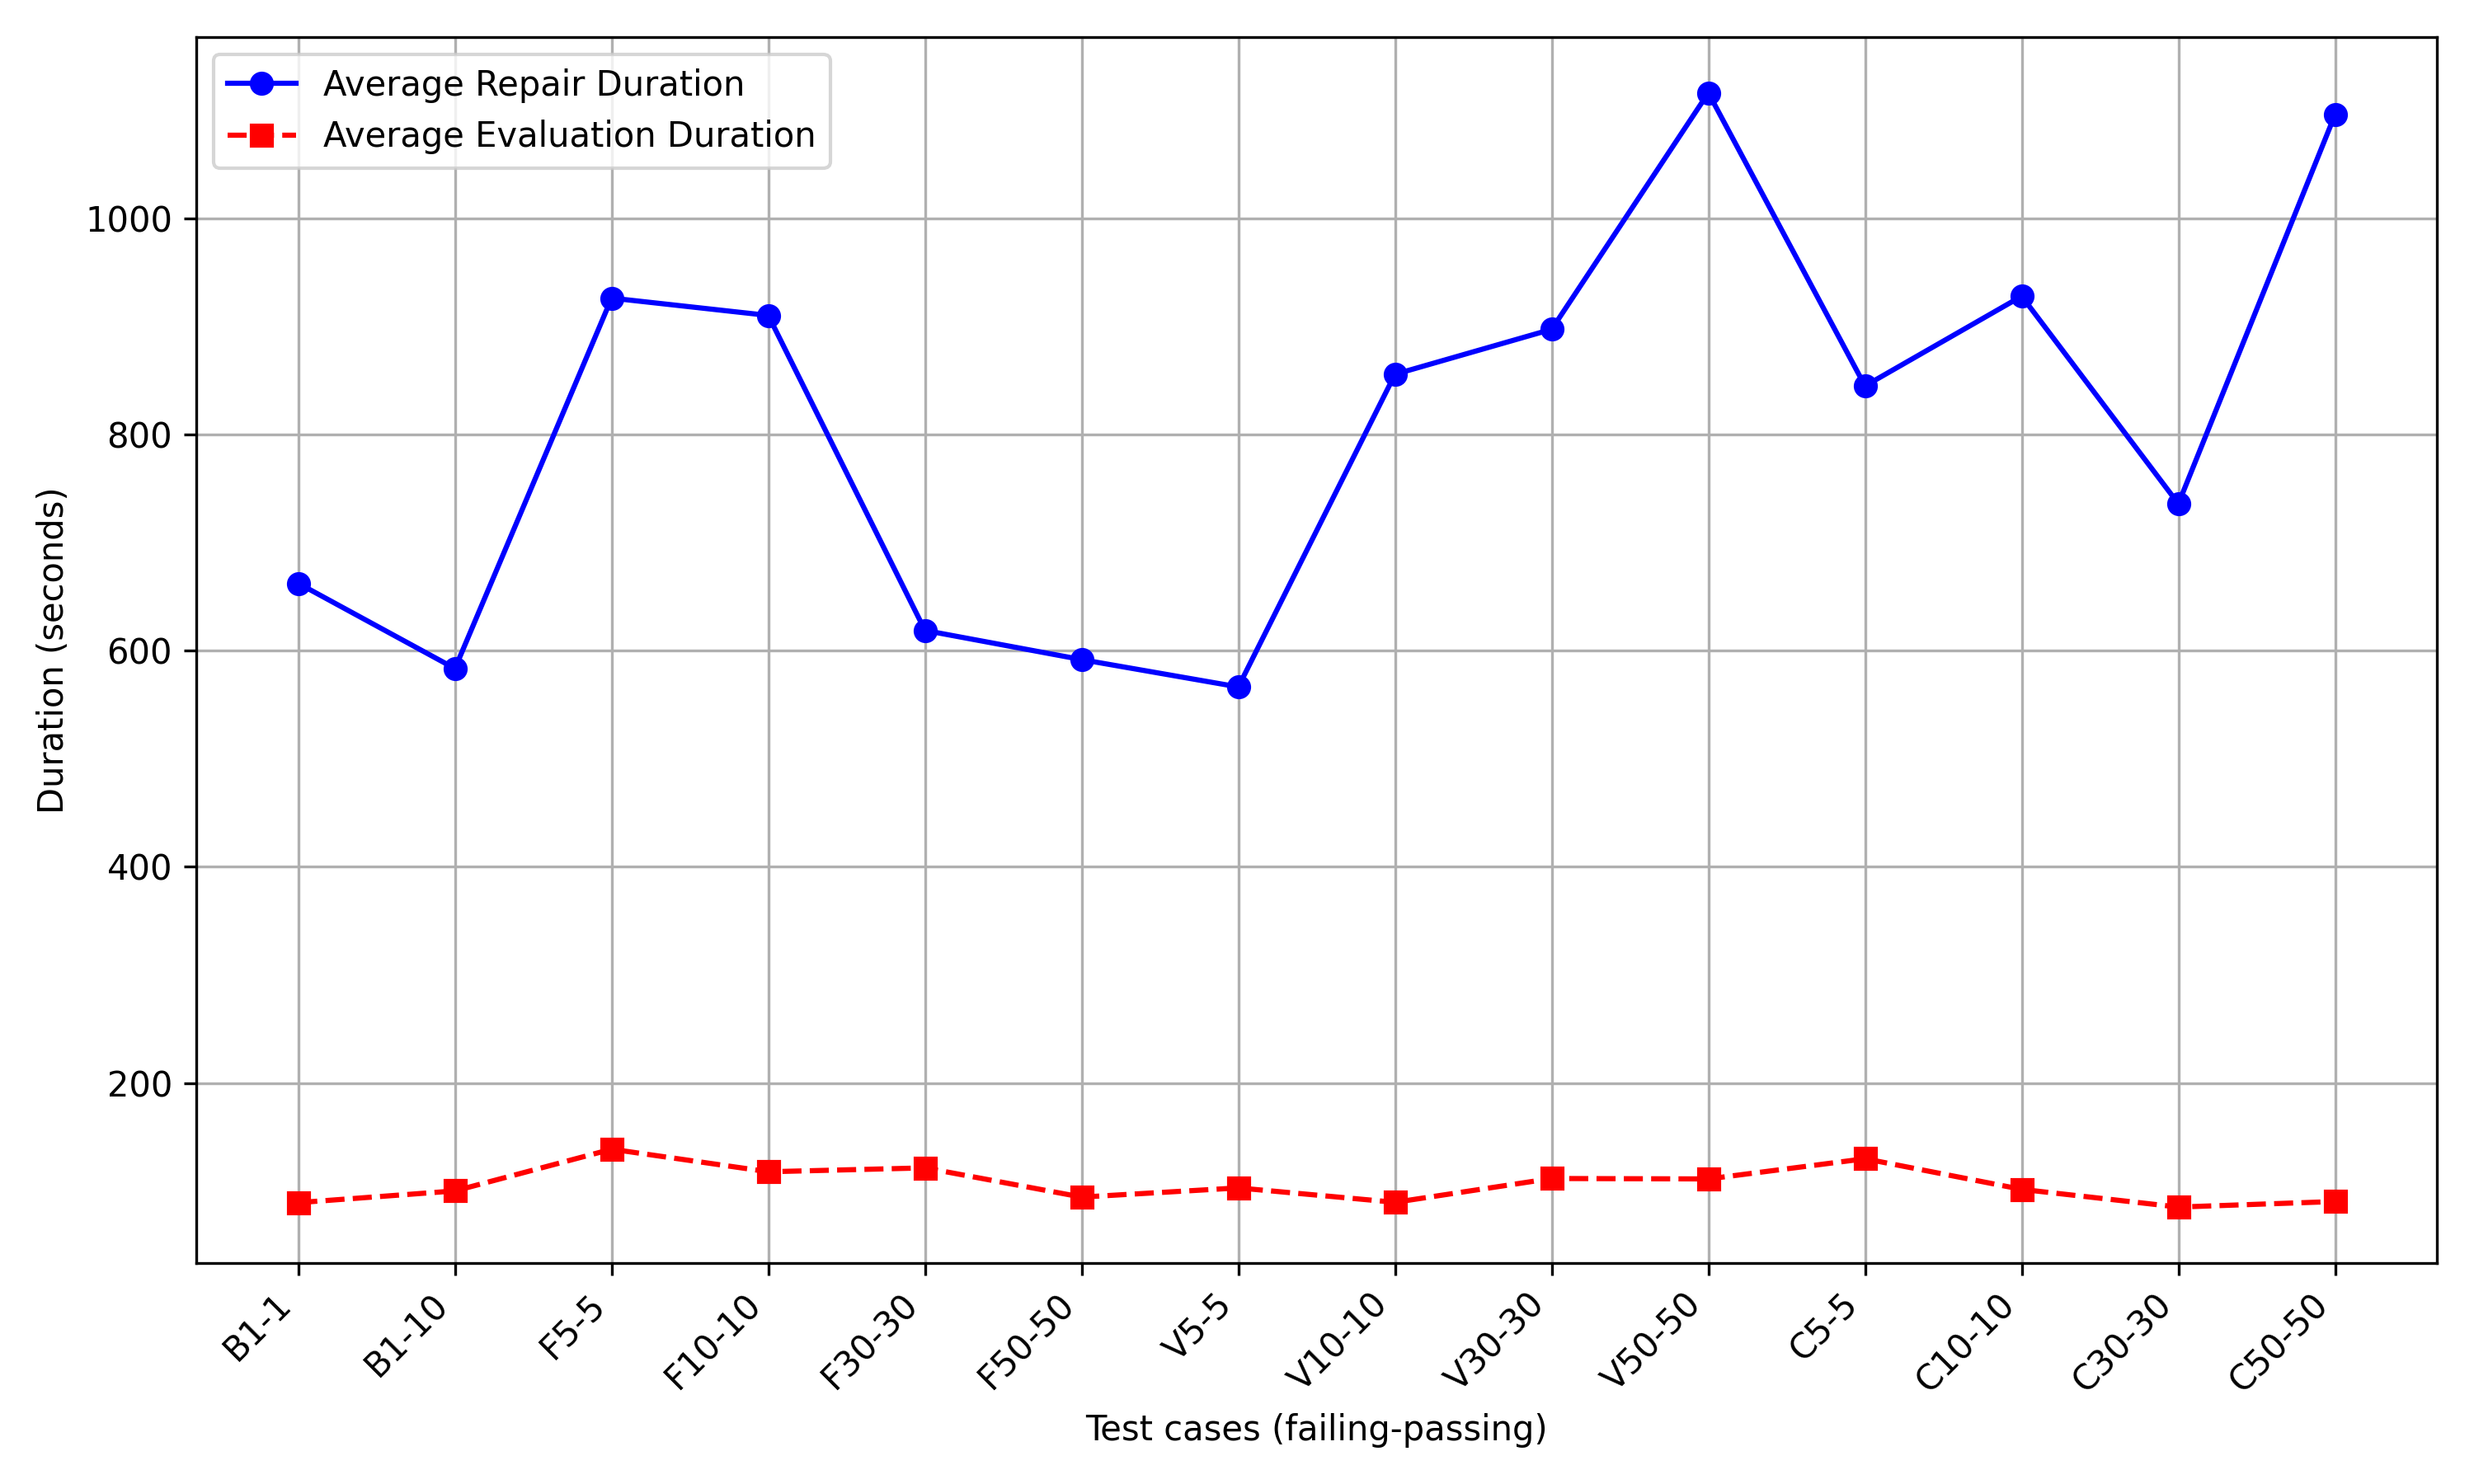 Average Repair Duration
Average Evaluation Duration
1000
800
600
400
200
Duration (seconds)
B1-1
B1-10
F5-5
F10-10
F30-30
F50-50
V5-5
V10-10
V30-30
V50-50
C5-5
C10-10
C30-30
C50-50
Test cases (failing-passing)